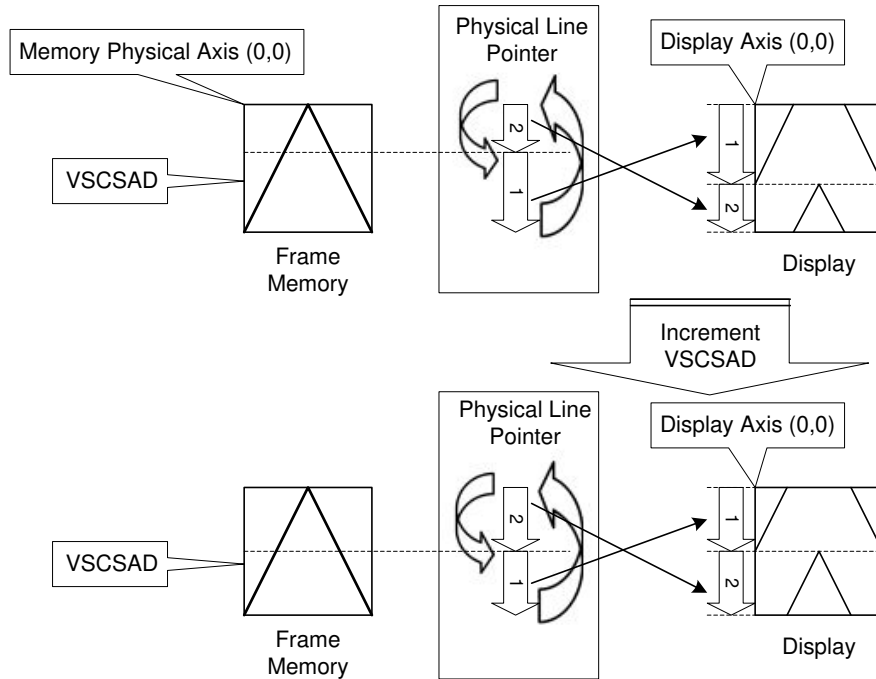 Memory Physical Axis (0,0)
Physical Line
Pointer
Display Axis (0,0)
2
1
1
2
VSCSAD
Frame
Memory
Display
Increment
VSCSAD
Physical Line
Pointer
Display Axis (0,0)
2
1
1
2
VSCSAD
Frame
Memory
Display